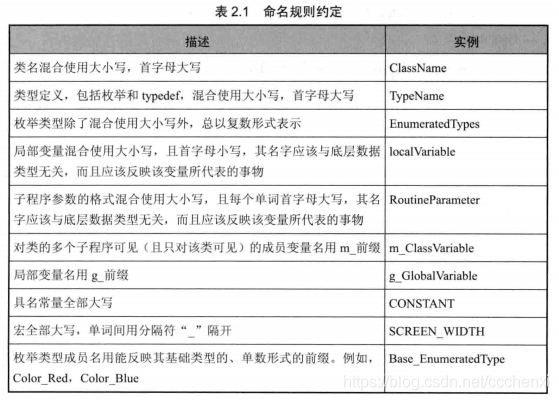 表 2.1 命名规则约定
描述 实例
类名混合使用大小写，首字母大写 ClassName
类型定义，包括枚举和 typedef，混合使用大小写，首字母大写 TypeName
枚举类型除了混合使用大小写外，总以复数形式表示 EnumeratedTypes
局部变量混合使用大小写，且首字母小写，其名字应该与底层数据 localVariable
类型无关，而且应该反映该变量所代表的事物
子程序参数的格式混合使用大小写，且每个单词首字母大写，其名 RoutineParameter
字应该与底层数据类型无关，而且应该反映该变量所代表的事物
对类的多个子程序可见（且只对该类可见）的成员变量名用 m_前缀 m_ClassVariable
局部变量名用 g_前缀 g_GlobalVariable
具名常量全部大写 CONSTANT
宏全部大写，单词间用分隔符“_”隔开 SCREEN_WIDTH
枚举类型成员名用能反映其基础类型的、单数形式的前缀。例如， Base_EnumeratedType
Color_Red，Color_Blue
https://blog.csdn.net/ccchenxi